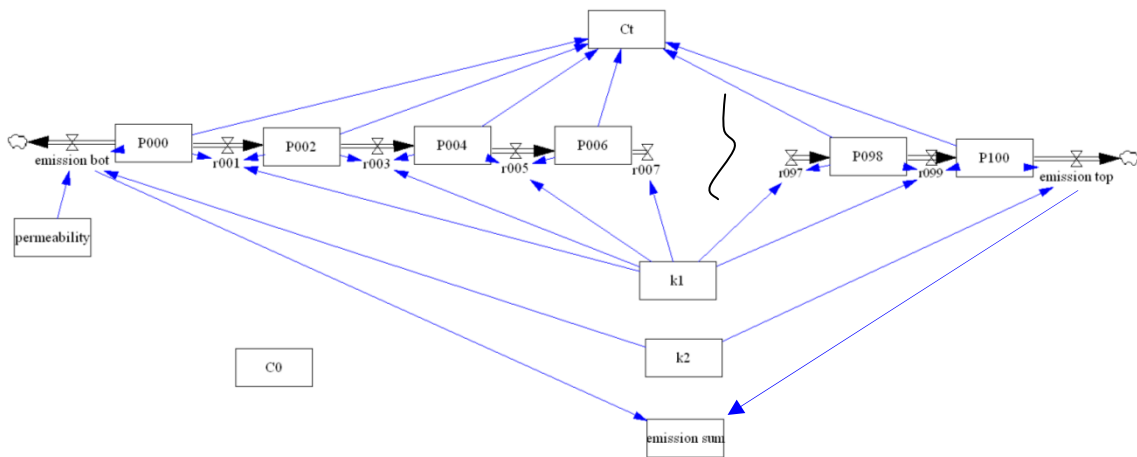 Ct
P000
P002
P004
P006
P098
P100
emission bot
r001
r003
r005
r007
r097
r099
emission top
permeability
k1
k2
C0
emission sum